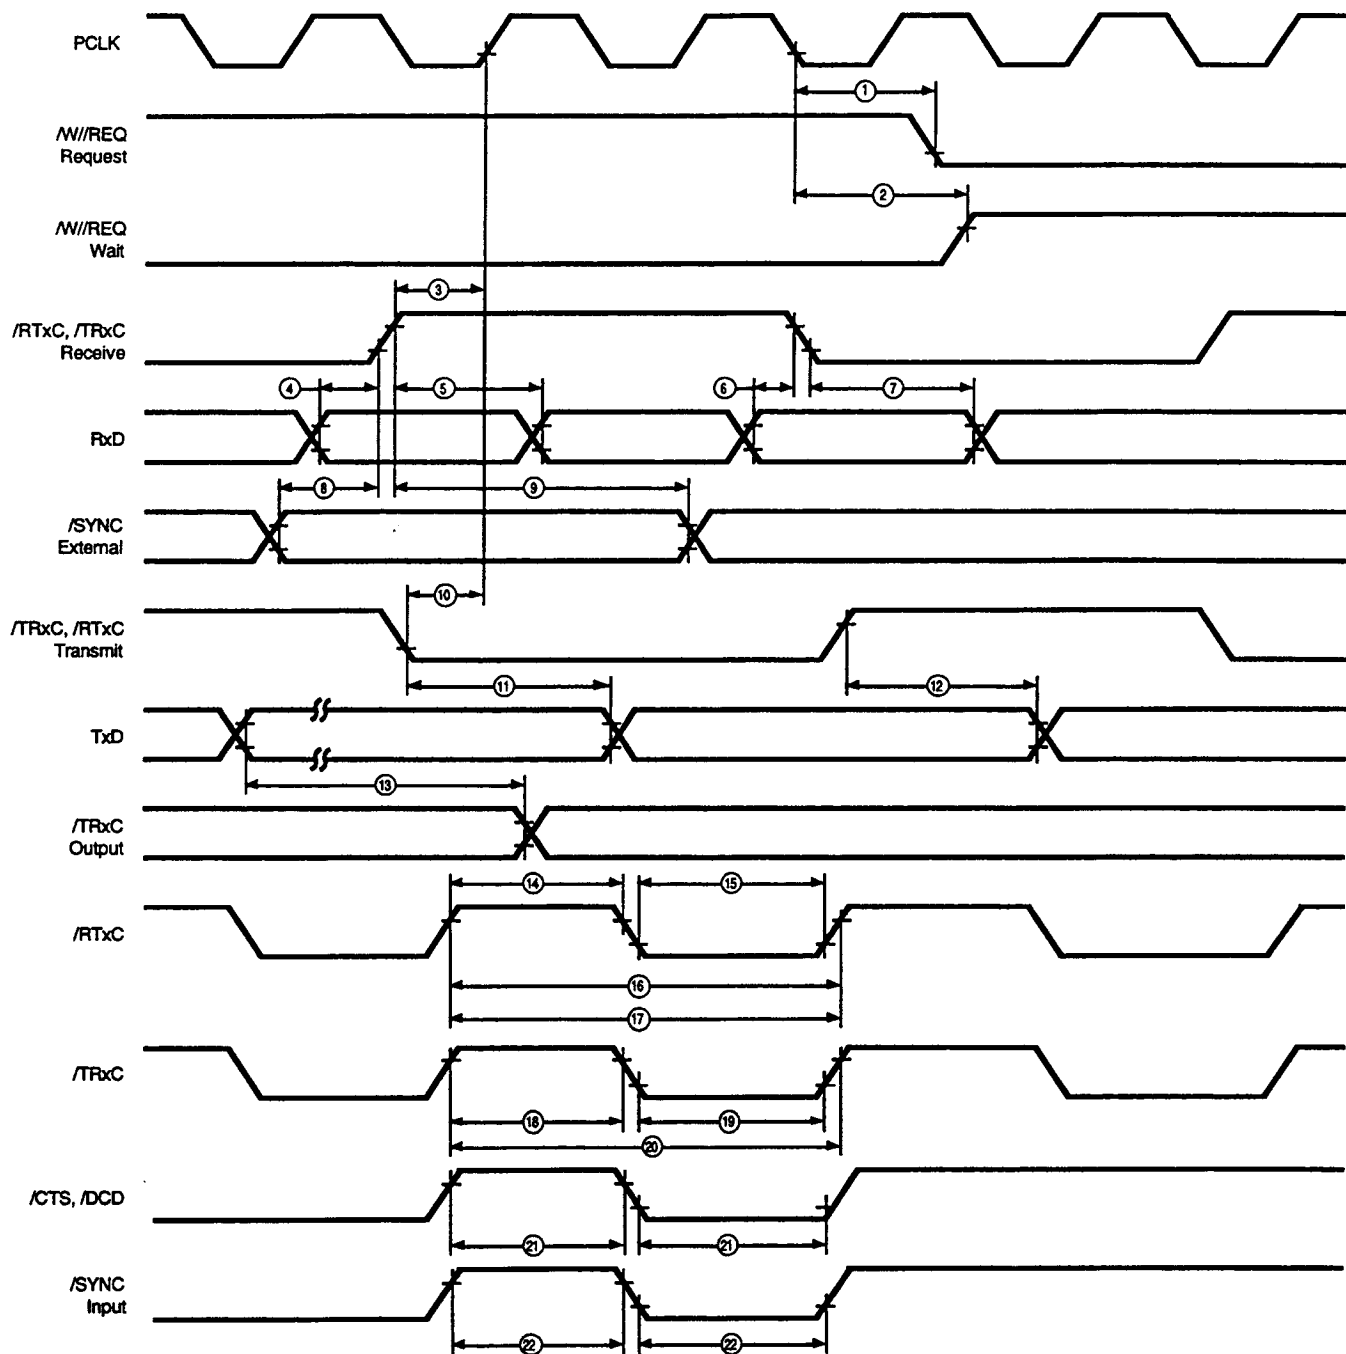 PCLK
1
/W//REQ
Request
2
/W//REQ
Wait
3
/RTxC, /TRxC
Receive
4
5
6
7
RxD
8
9
/SYNC
External
10
/TRxC, /RTxC
Transmit
11
12
TxD
13
/TRxC
Output
14
15
/RTxC
16
17
/TRxC
18
19
20
/CTS, /DCD
21
21
/SYNC
Input
22
22